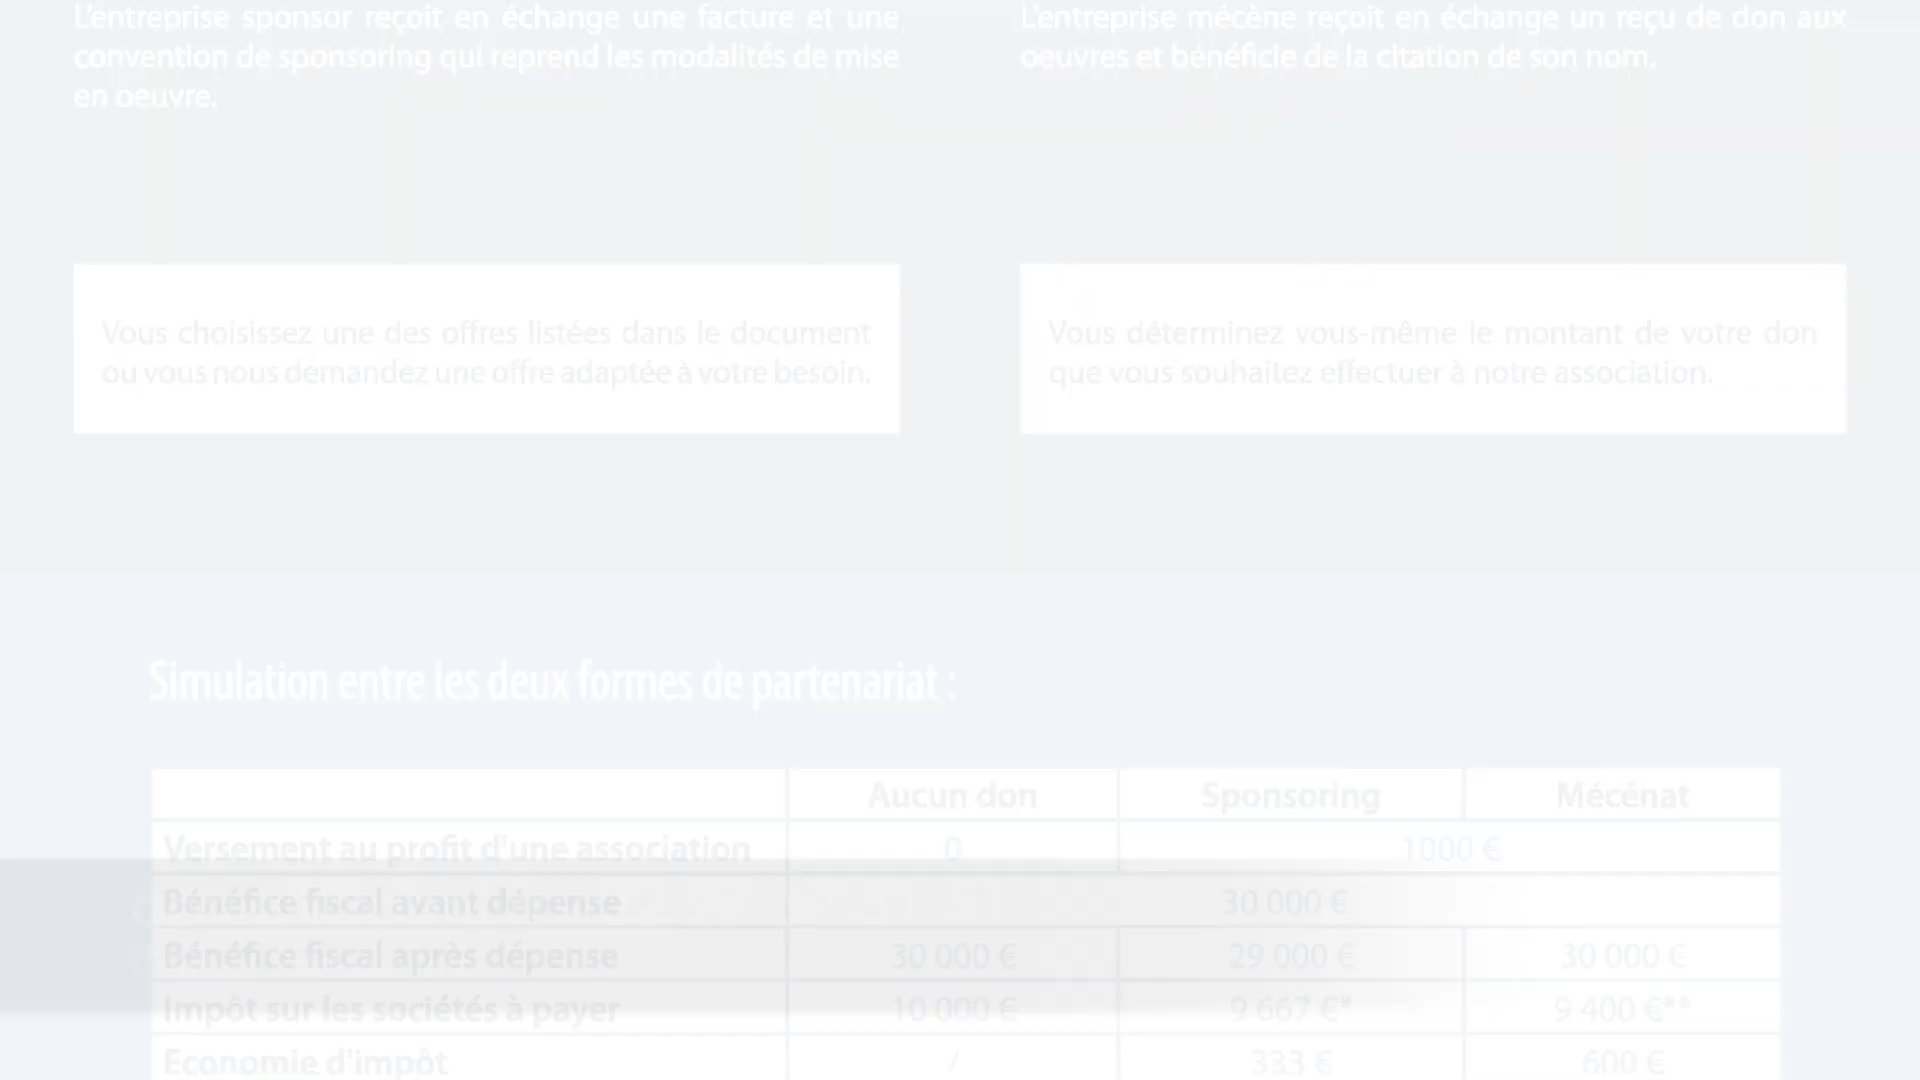 L'entreprise sponsor reçoit en échange une facture et une
convention de sponsoring qui reprend les modalités de mise
en oeuvre.
L'entreprise mécène reçoit en échange un reçu de don aux
oeuvres et bénéficie de la citation de son nom.
Vous choisissez une des offres listées dans le document
ou vous nous demandez une offre adaptée à votre besoin.
Vous déterminez vous-même le montant de votre don
que vous souhaitez effectuer à notre association.
Simulation entre les deux formes de partenariat :
Aucun don Sponsoring Mécénat
Versement au profit d'une association 0 1000 €
Bénéfice fiscal avant dépense 30 000 €
Bénéfice fiscal après dépense 30 000 € 29 000 € 30 000 €
Impôt sur les sociétés à payer 10 000 € 9 667 €* 9 400 €**
Economie d'impôt / 333 € 600 €